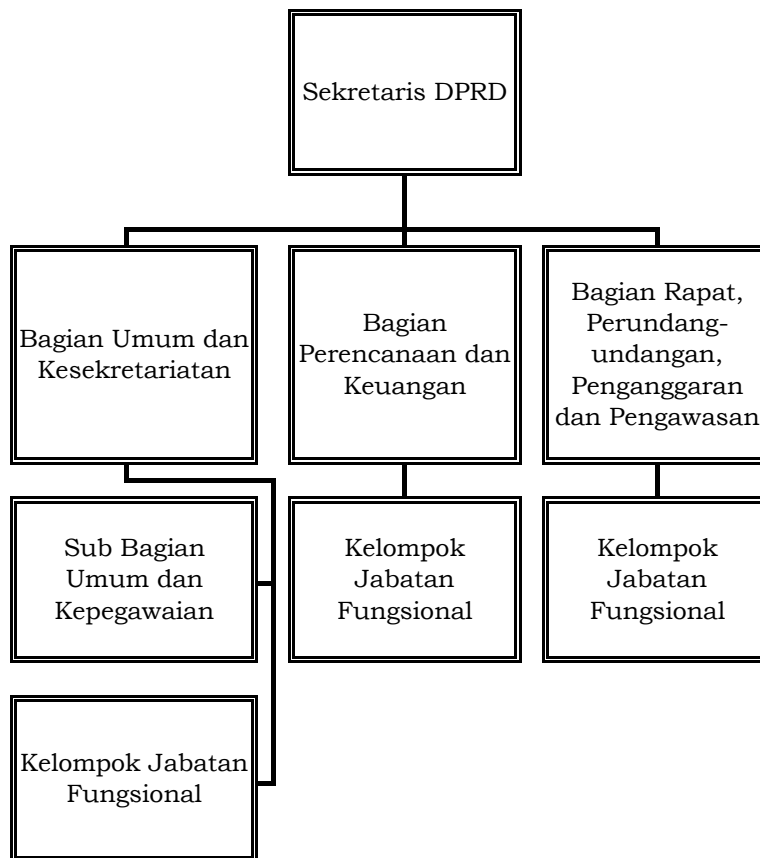 Sekretaris DPRD
Bagian Umum dan
Kesekretariatan
Bagian
Perencanaan dan
Keuangan
Bagian Rapat,
Perundang-
undangan,
Penganggaran
dan Pengawasan
Sub Bagian
Umum dan
Kepegawaian
Kelompok
Jabatan
Fungsional
Kelompok
Jabatan
Fungsional
Kelompok Jabatan
Fungsional